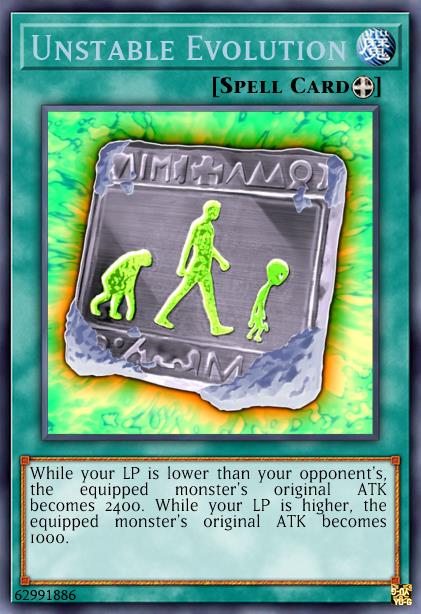 Unstable Evolution
[Spell Card]
While your LP is lower than your opponent's,
the equipped monster's original ATK
becomes 2400. While your LP is higher, the
equipped monster's original ATK becomes
1000.
62991886